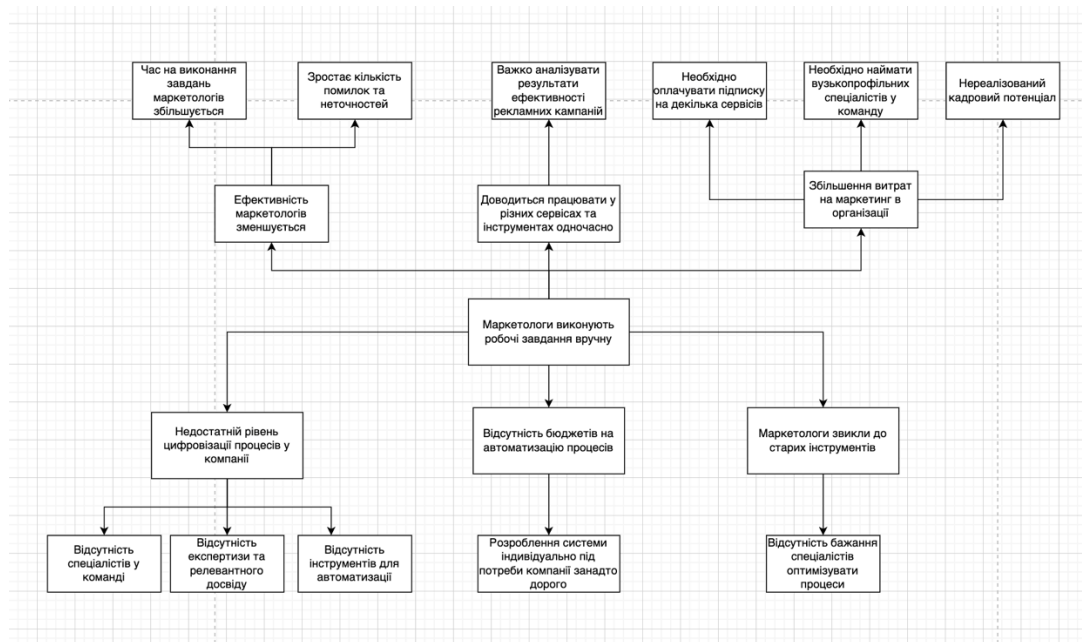 Час на виконання
завдань
маркетологів
збільшується
Зростає кількість
помилок та
неточностей
Важко аналізувати
результати
ефективності
рекламних кампаній
Необхідно
оплачувати підписку
на декілька сервісів
Необхідно наймати
вузькопрофільних
спеціалістів у
команду
Нереалізований
кадровий потенціал
Ефективність
маркетологів
зменшується
Доводиться працювати у
різних сервісах та
інструментах одночасно
Збільшення витрат
на маркетинг в
організації
Маркетологи виконують
робочі завдання вручну
Недостатній рівень
цифровізації процесів у
компанії
Відсутність бюджетів на
автоматизацію процесів
Маркетологи звикли до
старих інструментів
Відсутність
спеціалістів у
команді
Відсутність
експертизи та
релевантного
досвіду
Відсутність
інструментів для
автоматизації
Розроблення системи
індивідуально під
потреби компанії занадто
дорого
Відсутність бажання
спеціалістів
оптимізувати
процеси